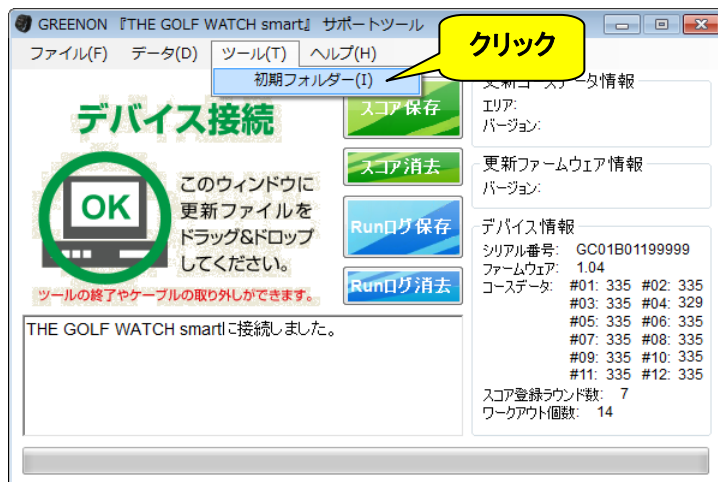 GREENON 『THE GOLF WATCH smart』 サポートツール
ファイル(F) データ(D) ツール(T) ヘルプ(H)
初期フォルダー(I)
クリック
デバイス接続
OK
このウィンドウに
更新ファイルを
ドラッグ&ドロップ
してください。
ツールの終了やケーブルの取り外しができます。
スコア保存
スコア消去
Runログ保存
Runログ消去
THE GOLF WATCH smartに接続しました。
更新コースデータ情報
エリア:
バージョン:
更新ファームウェア情報
バージョン:
デバイス情報
シリアル番号: GC01B01199999
ファームウェア: 1.04
コースデータ: #01: 335 #02: 335
#03: 335 #04: 329
#05: 335 #06: 335
#07: 335 #08: 335
#09: 335 #10: 335
#11: 335 #12: 335
スコア登録ラウンド数: 7
ワークアウト個数: 14